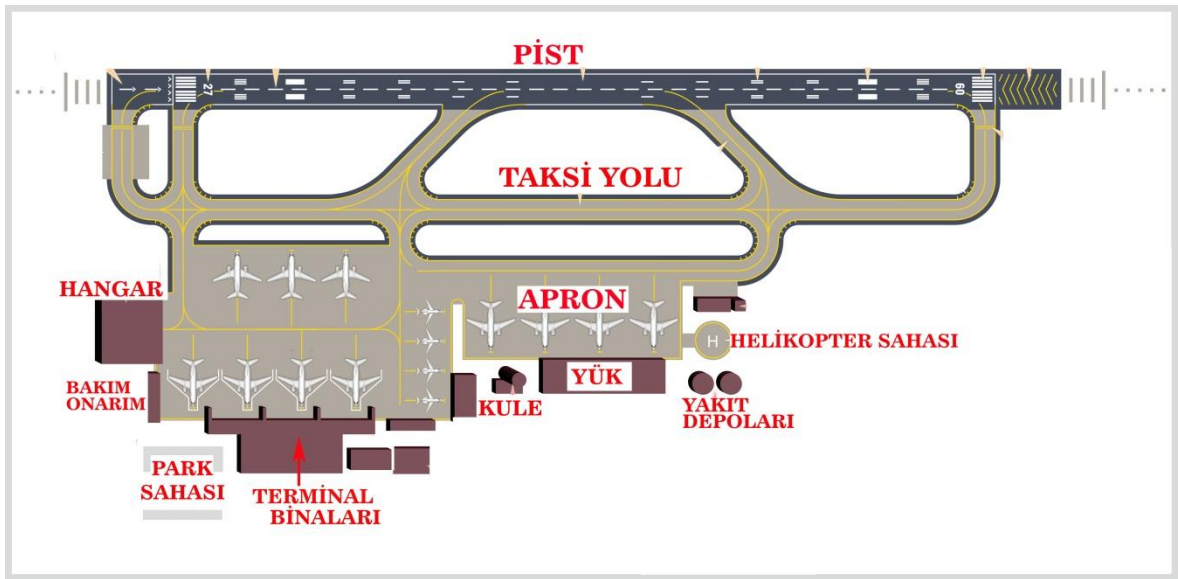 PİST
27
60
TAKSİ YOLU
HANGAR
APRON
H
HELİKOPTER SAHASI
BAKIM
ONARIM
YÜK
KULE
YAKIT
DEPOLARI
PARK
SAHASI
TERMİNAL
BİNALARI